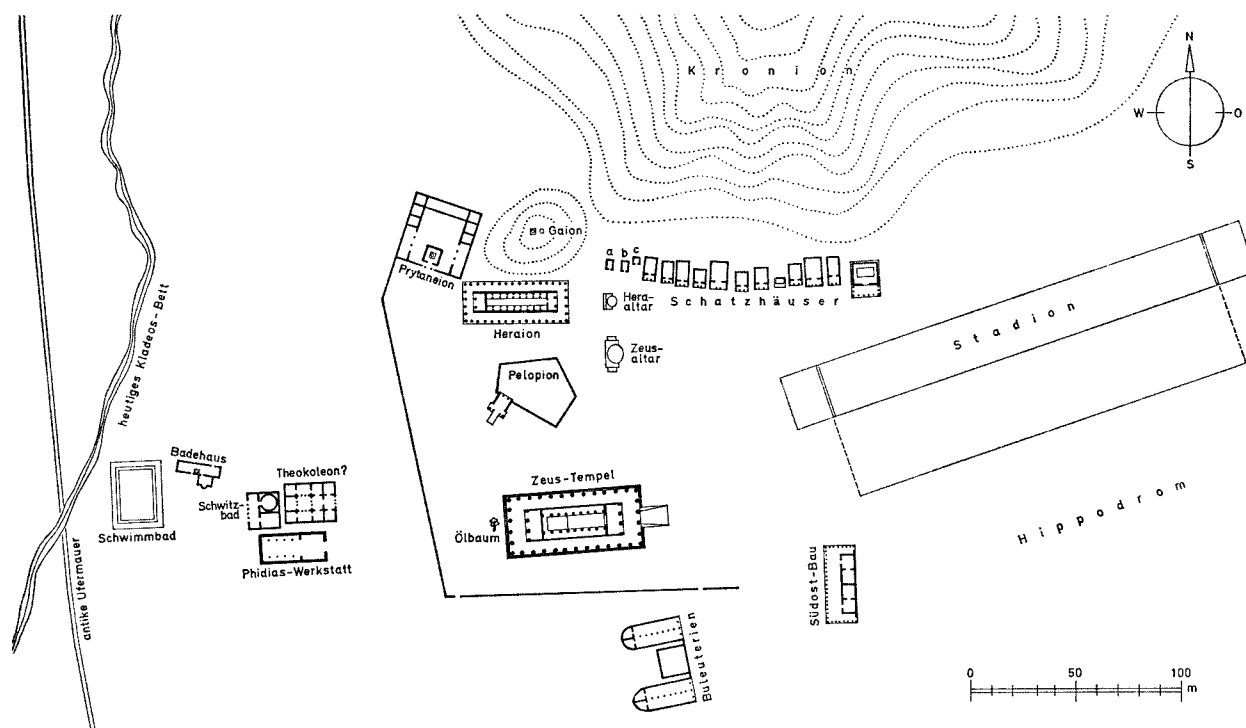 Kronion
N
W
O
S
Gaion
Prytaneion
a b c
Hera-
altar
Schatzhäuser
Heraion
Zeus-
altar
Stadion
Pelopion
heutiges Kladeos-Bett
Badehaus
Theokoleon?
Schwitz-
bad
Zeus-Tempel
Hippodrom
Schwimmbad
Ölbaum
Phidias-Werkstatt
antike Ufermauer
Südost-Bau
Buleuterien
0 50 100
m